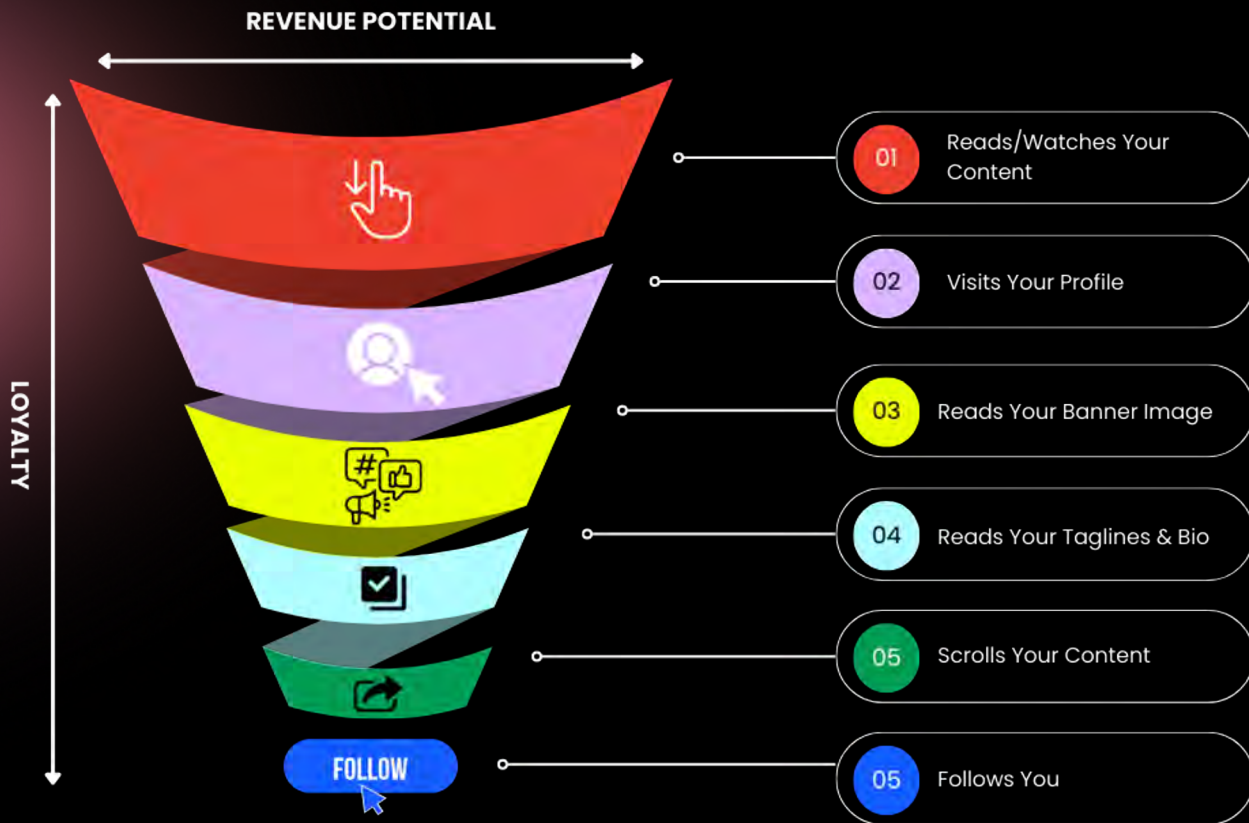 REVENUE POTENTIAL
LOYALTY
01
Reads/Watches Your
Content
02
Visits Your Profile
#
03
Reads Your Banner Image
04
Reads Your Taglines & Bio
05
Scrolls Your Content
FOLLOW
05
Follows You